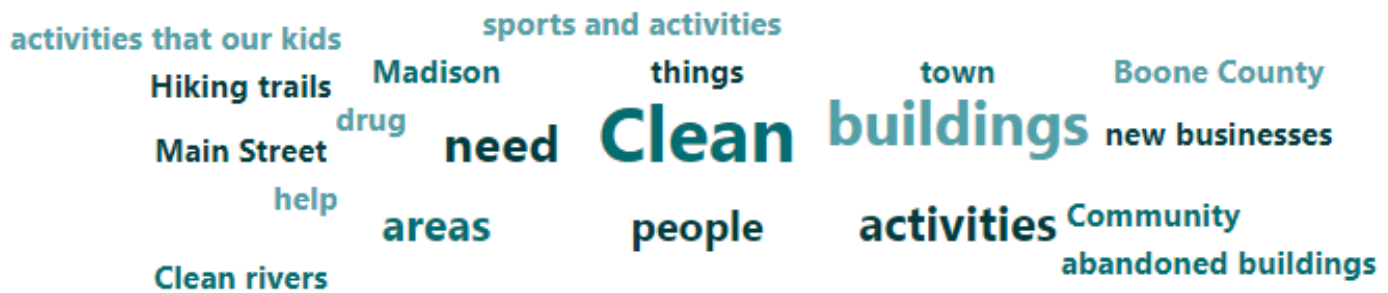 sports and activities
activities that our kids
Madison
things
town
Boone County
Hiking trails
drug
need
Clean
buildings
new businesses
Main Street
help
areas
people
activities
Community
abandoned buildings
Clean rivers